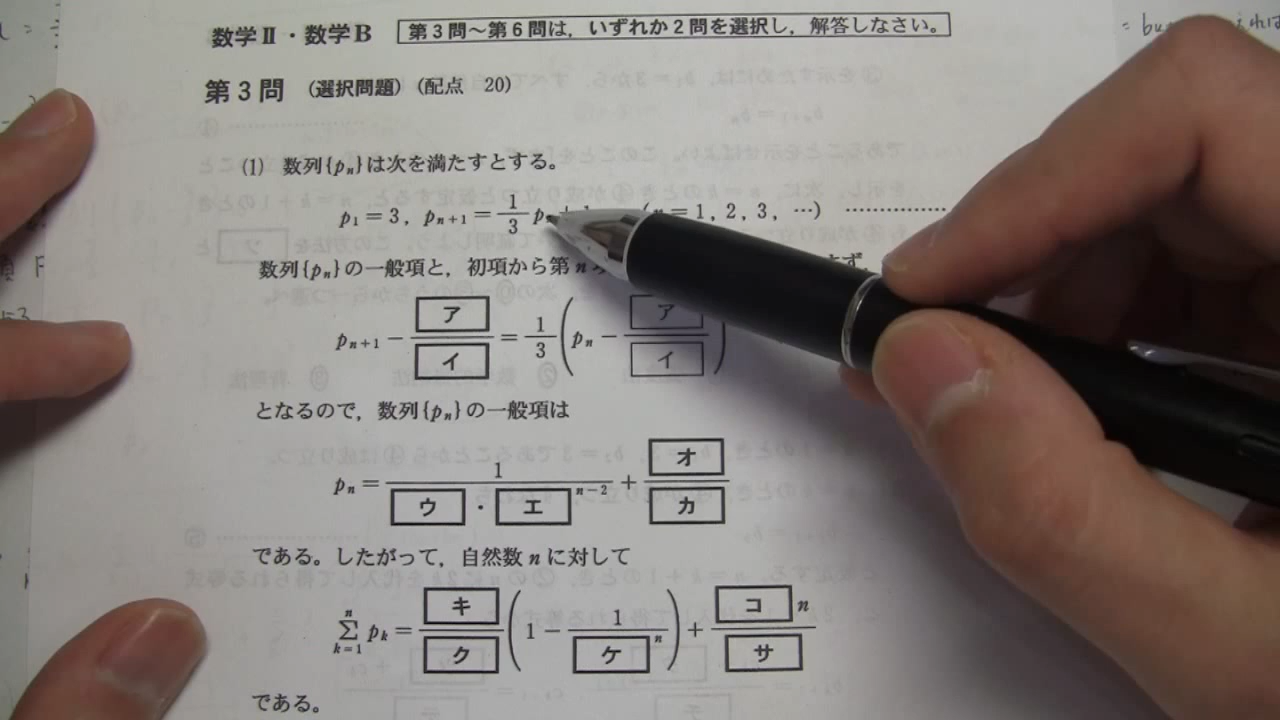 数学Ⅱ・数学B 第3問～第6問は，いずれか2問を選択し，解答しなさい。
第3問 （選択問題）（配点 20）
(1) 数列{pₙ}は次を満たすとする。
p₁ = 3, pₙ₊₁ = 1/3 pₙ (n = 1, 2, 3, …) ……………
数列{pₙ}の一般項と，初項から第n
pₙ₊₁ − ア/イ = 1/3 (pₙ − ア/イ)
となるので，数列{pₙ}の一般項は
pₙ = 1/(ウ・エⁿ⁻²) + オ/カ
である。したがって，自然数nに対して
Σₖ₌₁ⁿ pₖ = キ/ク (1 − 1/ケⁿ) + コn/サ
である。